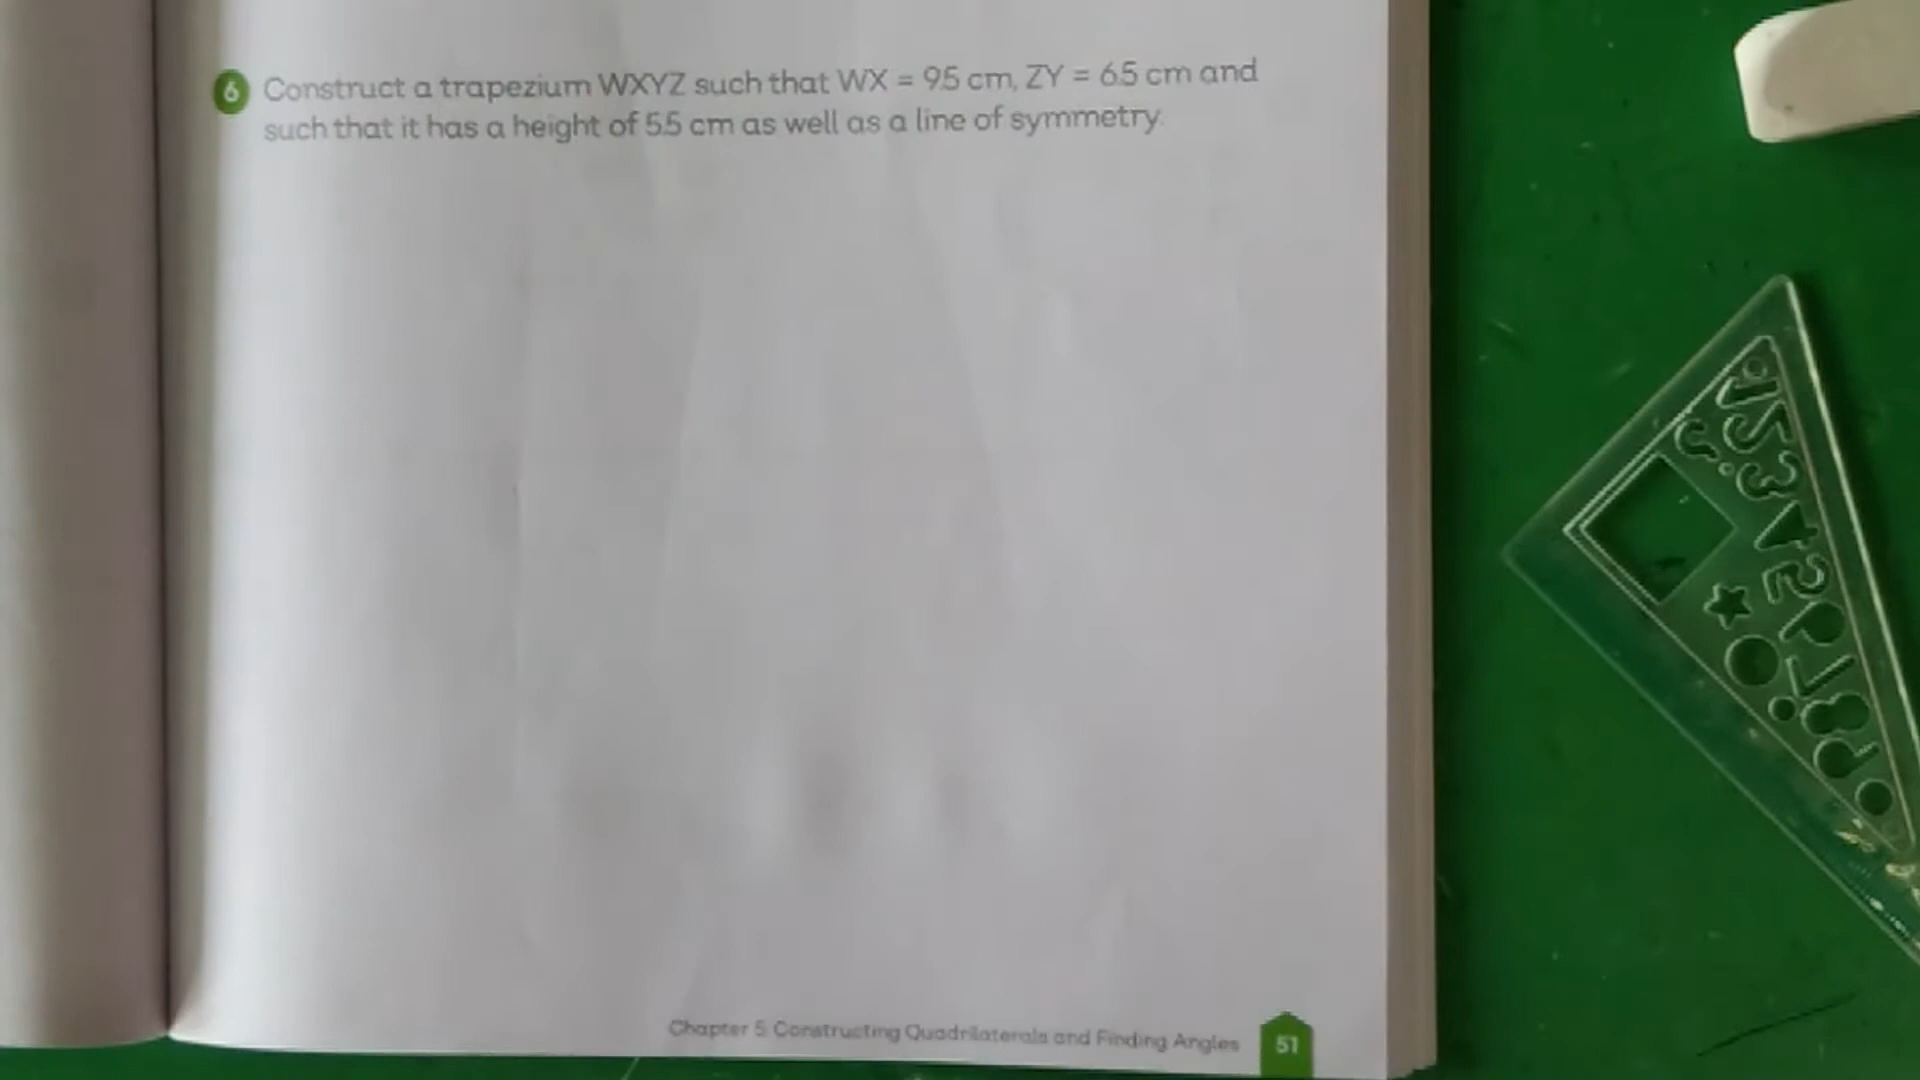 6 Construct a trapezium WXYZ such that WX = 9.5 cm, ZY = 6.5 cm and
such that it has a height of 5.5 cm as well as a line of symmetry.
Chapter 5: Constructing Quadrilaterals and Finding Angles 51